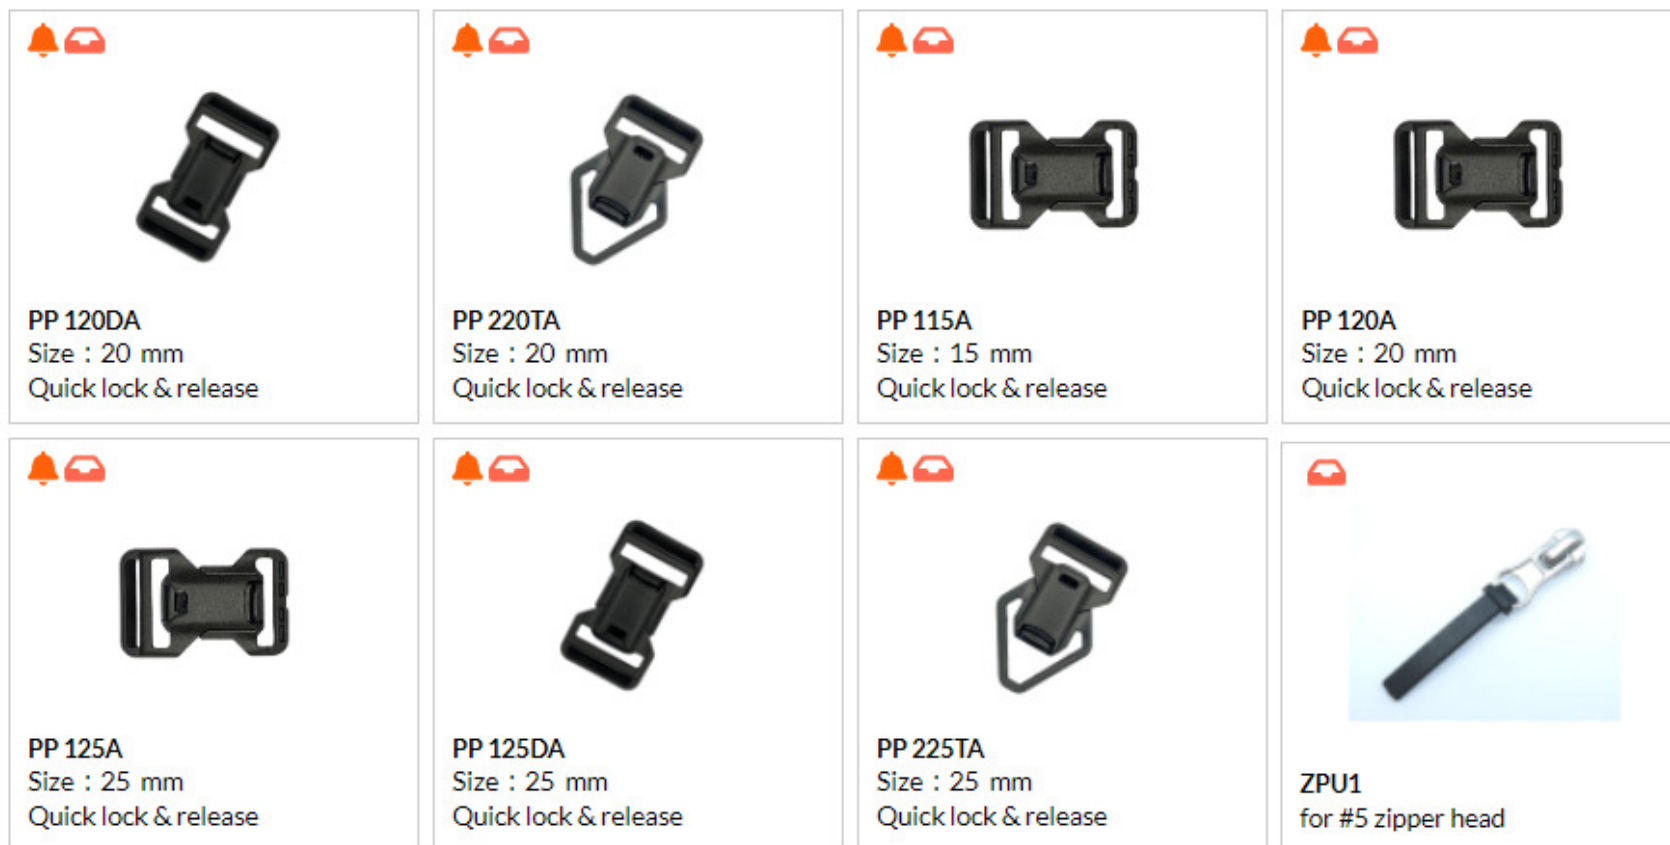 PP 120DA
Size : 20 mm
Quick lock & release
PP 220TA
Size : 20 mm
Quick lock & release
PP 115A
Size : 15 mm
Quick lock & release
PP 120A
Size : 20 mm
Quick lock & release
PP 125A
Size : 25 mm
Quick lock & release
PP 125DA
Size : 25 mm
Quick lock & release
PP 225TA
Size : 25 mm
Quick lock & release
ZPU1
for #5 zipper head